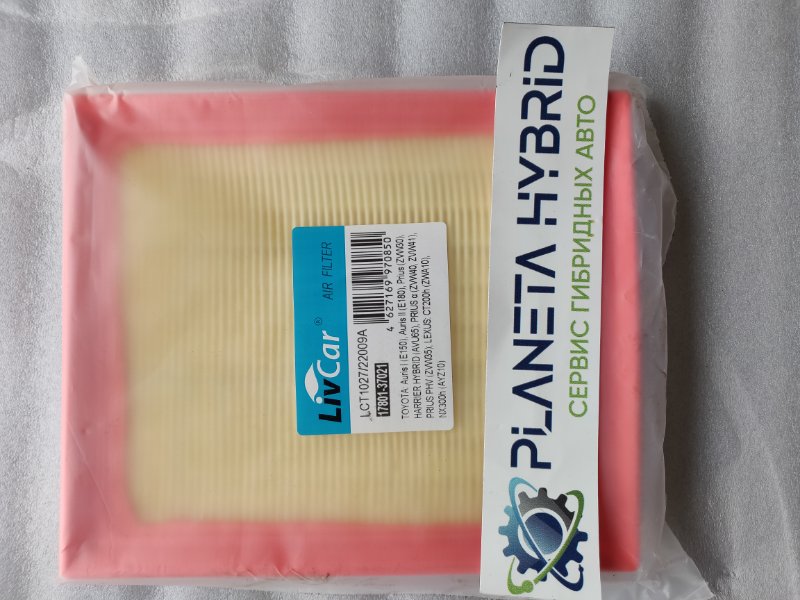 LivCar®
AIR FILTER
LCT1027/22009A
17801-37021
4 627169 970850
TOYOTA: Auris I (E150), Auris II (E180), Prius (ZVW30),
HARRIER HYBRID (AVU65), PRIUS α (ZVW40, ZVW41),
PRIUS PHV (ZVW35); LEXUS: CT200h (ZWA10),
NX300h (AYZ10)
PLANETA HYBRID
СЕРВИС ГИБРИДНЫХ АВТО